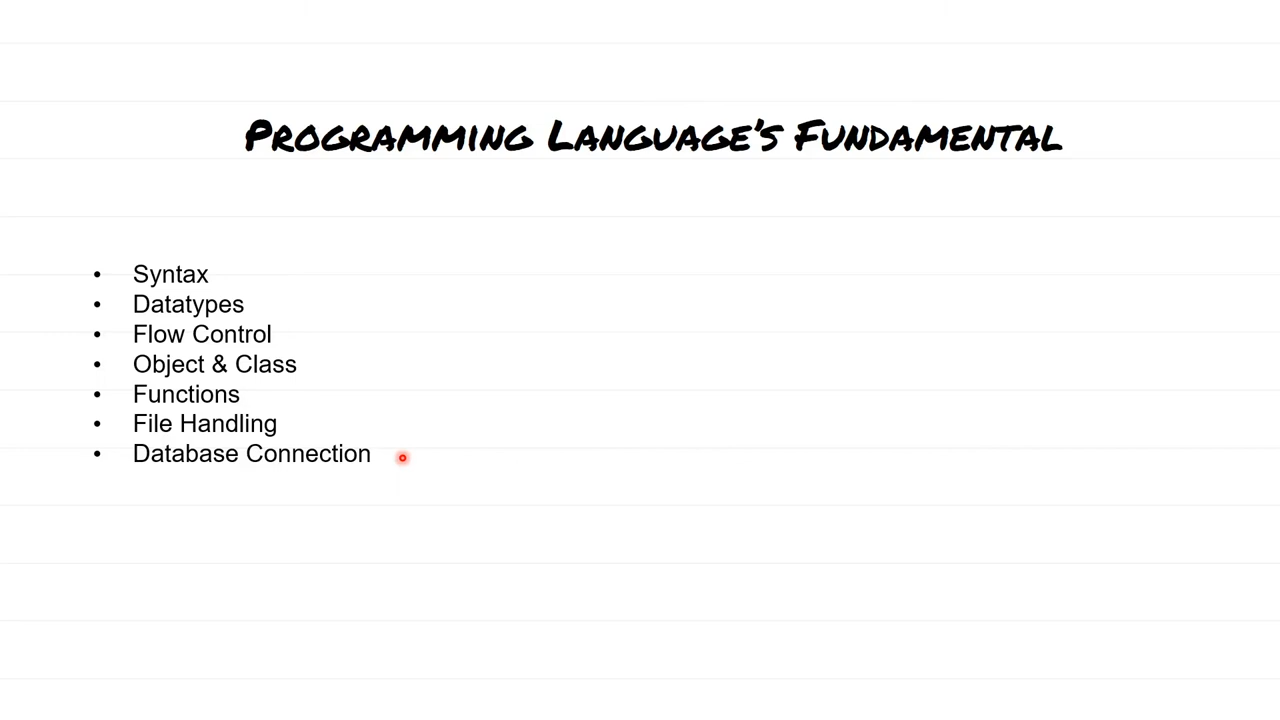 Programming Language's Fundamental
• Syntax
• Datatypes
• Flow Control
• Object & Class
• Functions
• File Handling
• Database Connection